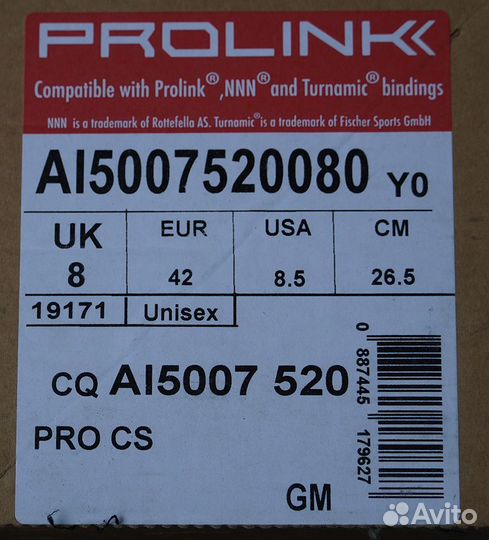 PROLINK
Compatible with Prolink®, NNN® and Turnamic® bindings
NNN is a trademark of Rottefella AS. Turnamic® is a trademark of Fischer Sports GmbH
AI5007520080 Y0
UK EUR USA CM
8 42 8.5 26.5
19171 Unisex
CQ AI5007 520
PRO CS
GM
0 887445 179627
Avito